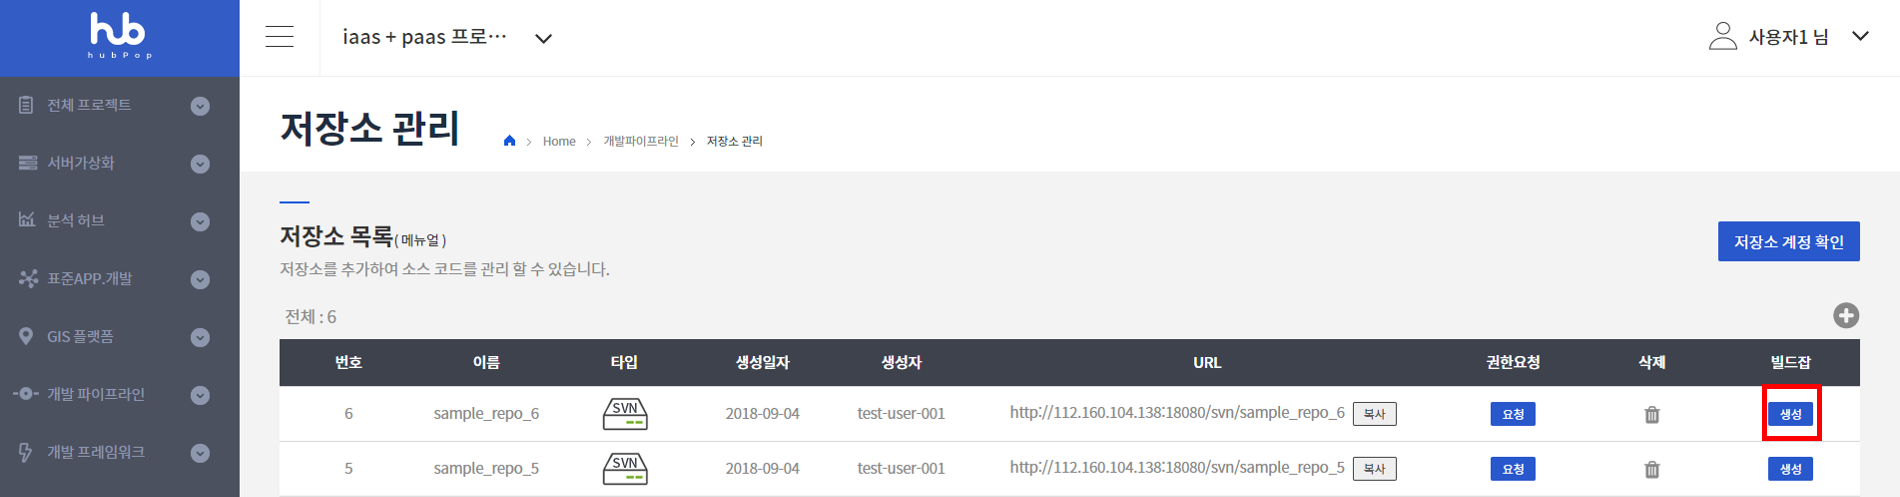 hub
hubPop
iaas + paas 프로…
사용자1 님
전체 프로젝트
서버가상화
분석 허브
표준APP.개발
GIS 플랫폼
개발 파이프라인
개발 프레임워크
저장소 관리
Home
개발파이프라인
저장소 관리
저장소 목록( 메뉴얼 )
저장소를 추가하여 소스 코드를 관리 할 수 있습니다.
저장소 계정 확인
전체 : 6
번호 이름 타입 생성일자 생성자 URL 권한요청 삭제 빌드잡
6 sample_repo_6 SVN 2018-09-04 test-user-001 http://112.160.104.138:18080/svn/sample_repo_6 복사 요청 생성
5 sample_repo_5 SVN 2018-09-04 test-user-001 http://112.160.104.138:18080/svn/sample_repo_5 복사 요청 생성